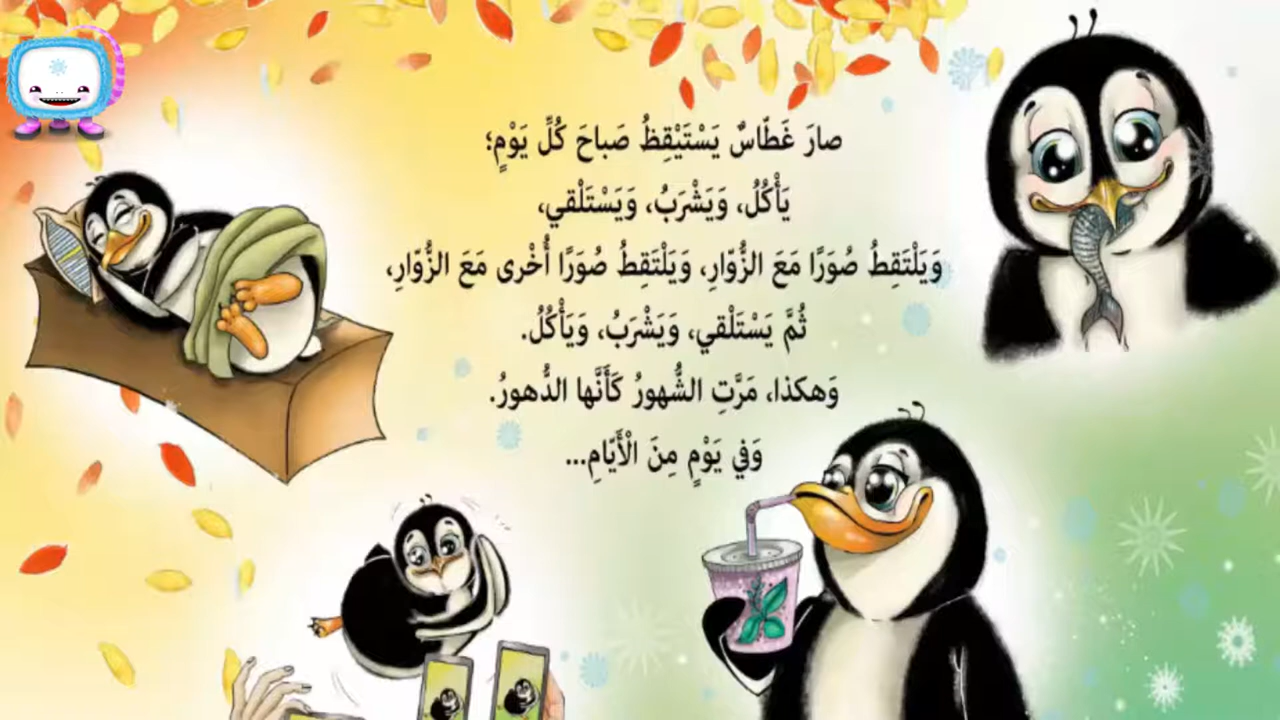 صارَ غَطّاسٌ يَسْتَيْقِظُ صَباحَ كُلِّ يَوْمٍ؛
يَأْكُلُ، وَيَشْرَبُ، وَيَسْتَلْقي،
وَيَلْتَقِطُ صُوَرًا مَعَ الزُّوّارِ، وَيَلْتَقِطُ صُوَرًا أُخْرى مَعَ الزُّوّارِ،
ثُمَّ يَسْتَلْقي، وَيَشْرَبُ، وَيَأْكُلُ.
وَهكذا، مَرَّتِ الشُّهورُ كَأَنَّها الدُّهورُ.
وَفي يَوْمٍ مِنَ الْأَيّامِ...